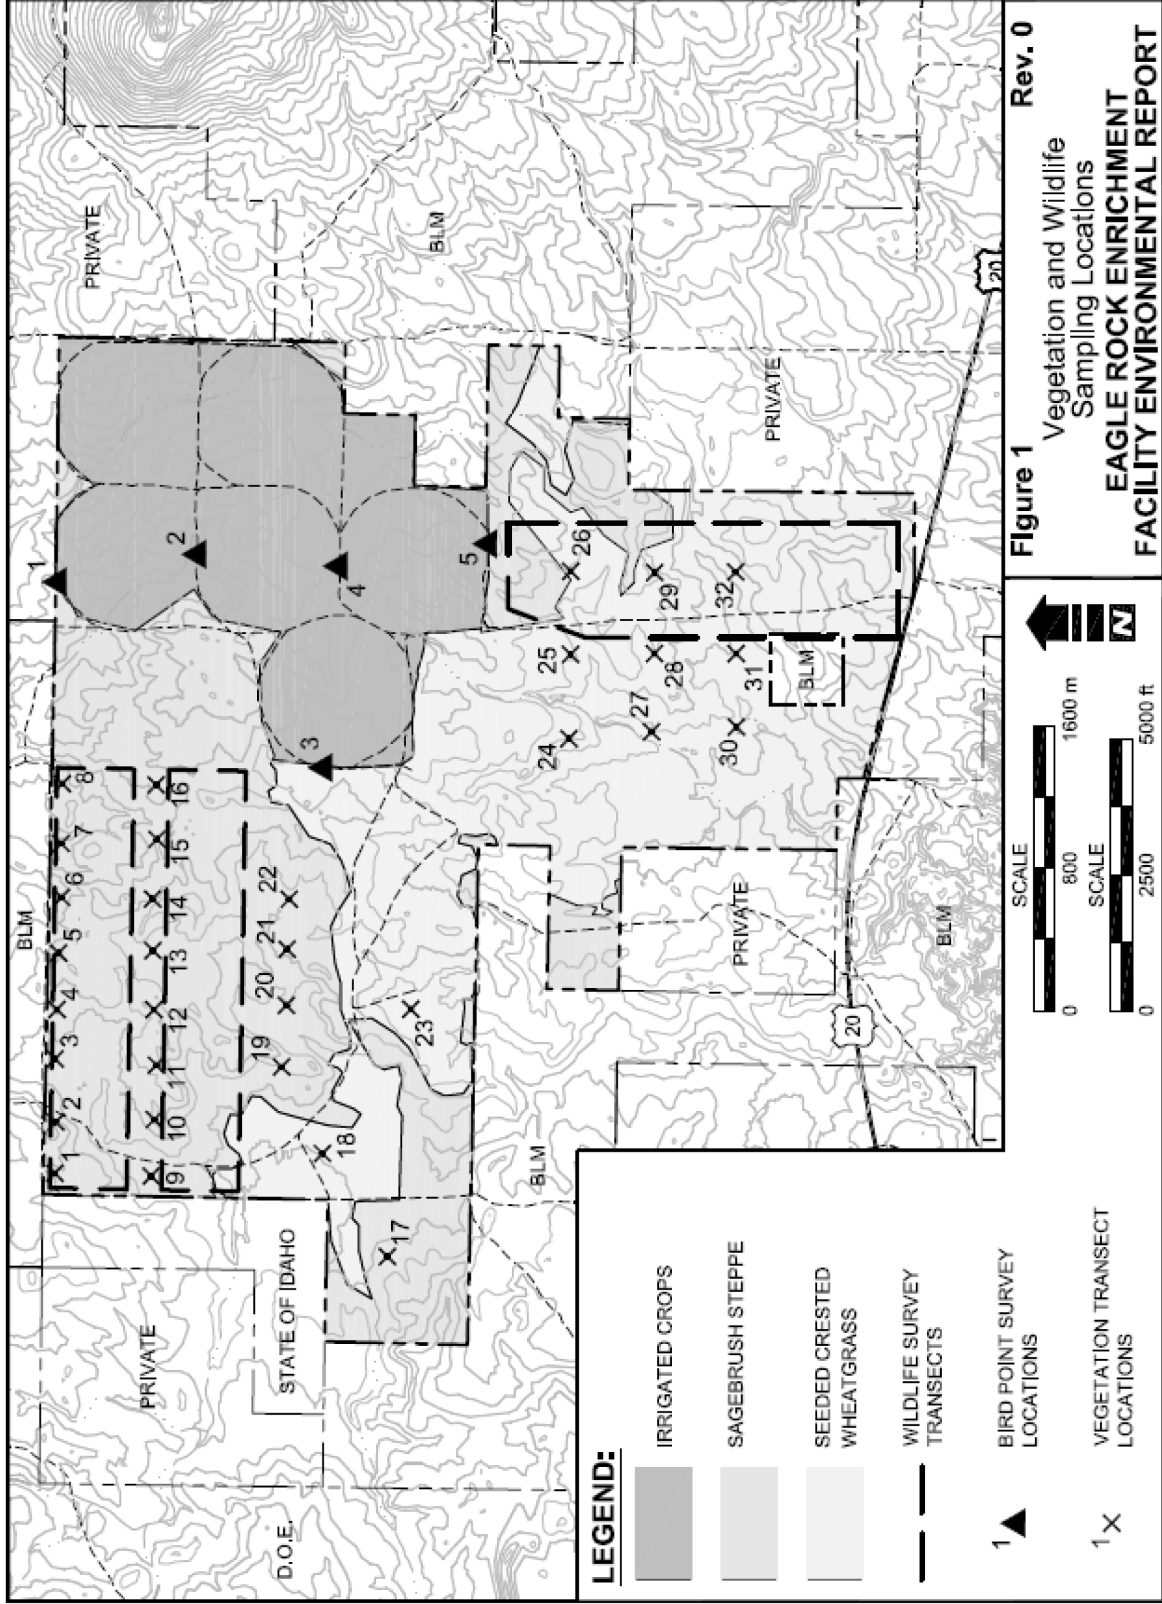 PRIVATE
BLM
BLM
PRIVATE
STATE OF IDAHO
D.O.E.
1
2
3
4
5
6
7
8
9
10
11
12
13
14
15
16
17
18
19
20
21
22
23
24
25
26
27
28
29
30
31
32
1
2
3
4
5
PRIVATE
BLM
PRIVATE
PRIVATE
BLM
BLM
20
20
LEGEND:
IRRIGATED CROPS
SAGEBRUSH STEPPE
SEEDED CRESTED
WHEATGRASS
WILDLIFE SURVEY
TRANSECTS
1
BIRD POINT SURVEY
LOCATIONS
1
VEGETATION TRANSECT
LOCATIONS
SCALE
0 800 1600 m
SCALE
0 2500 5000 ft
N
Figure 1 Rev. 0
Vegetation and Wildlife
Sampling Locations
EAGLE ROCK ENRICHMENT
FACILITY ENVIRONMENTAL REPORT